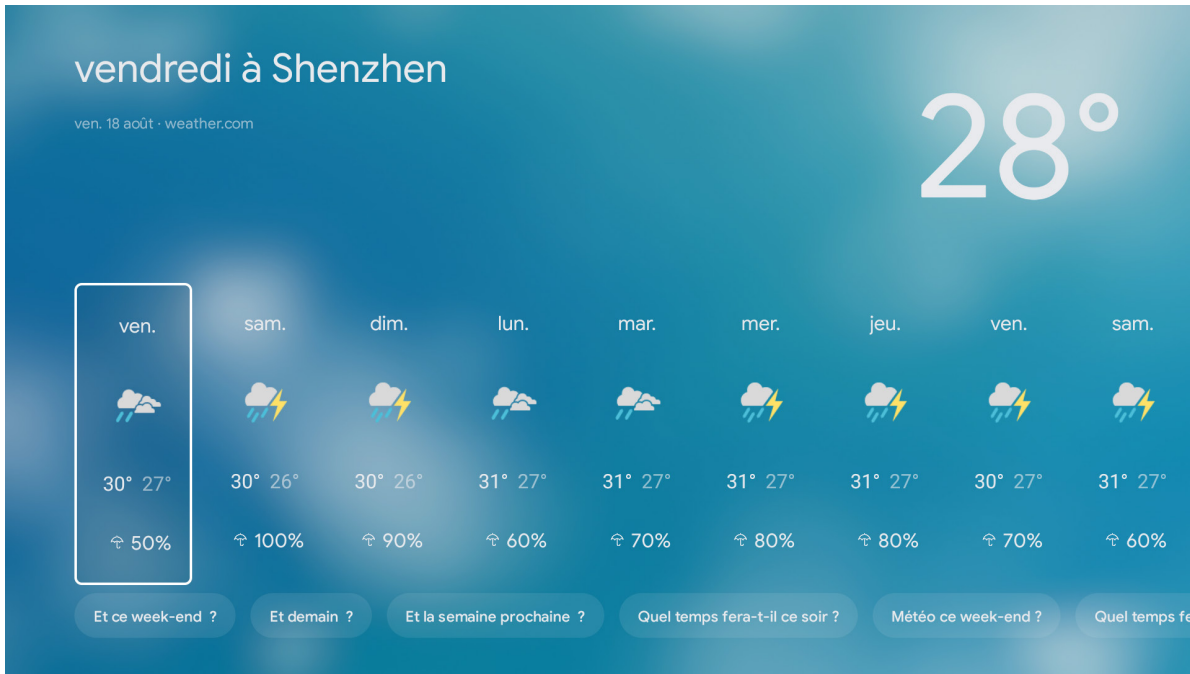 vendredi à Shenzhen
ven. 18 août · weather.com
28°
ven. sam. dim. lun. mar. mer. jeu. ven. sam.
30° 27° 30° 26° 30° 26° 31° 27° 31° 27° 31° 27° 31° 27° 30° 27° 31° 27°
50% 100% 90% 60% 70% 80% 80% 70% 60%
Et ce week-end ? Et demain ? Et la semaine prochaine ? Quel temps fera-t-il ce soir ? Météo ce week-end ? Quel temps